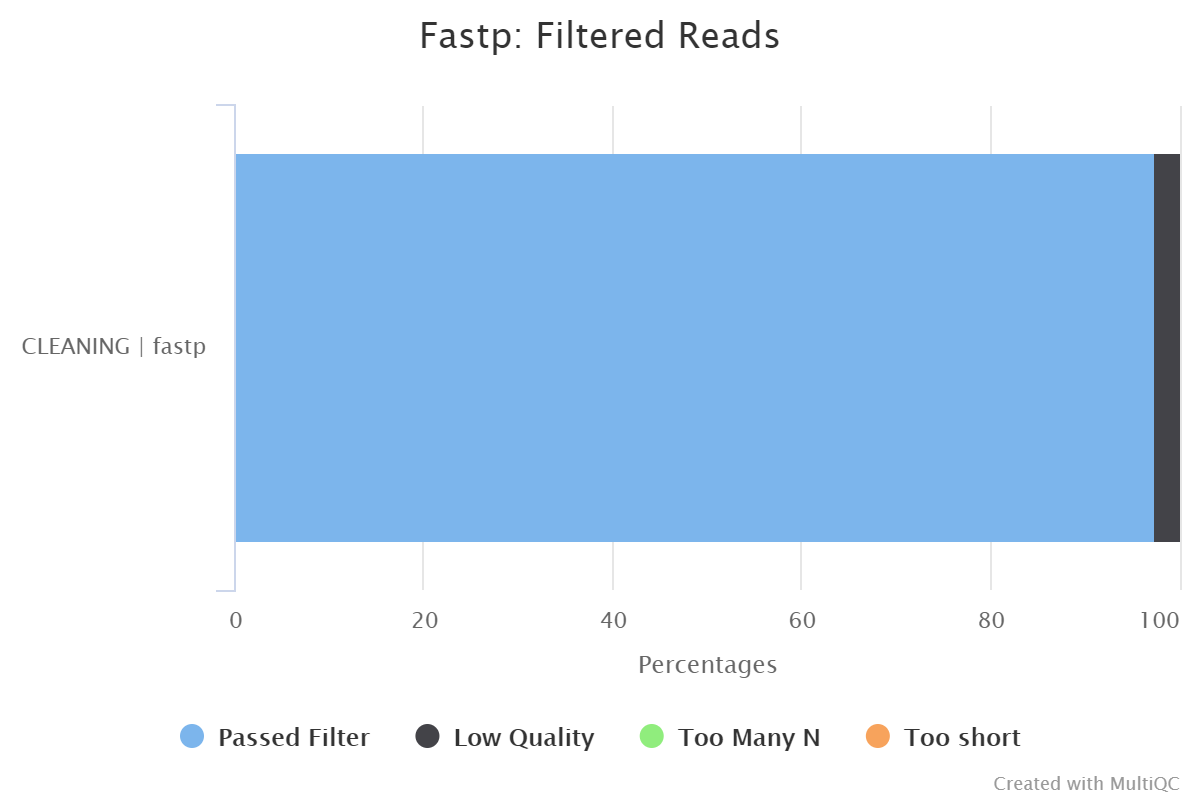 Fastp: Filtered Reads
CLEANING | fastp
0 20 40 60 80 100
Percentages
Passed Filter Low Quality Too Many N Too short
Created with MultiQC